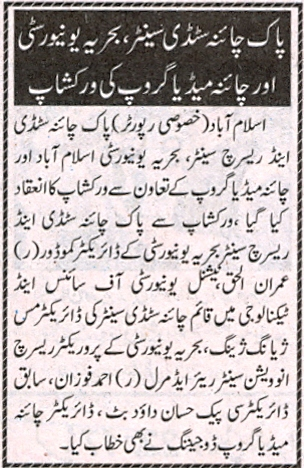 پاک چائنہ سٹڈی سینٹر، بحریہ یونیورسٹی
اور چائنہ میڈیا گروپ کی ورکشاپ
اسلام آباد (خصوصی رپورٹر) پاک چائنہ سٹڈی
اینڈ ریسرچ سینٹر، بحریہ یونیورسٹی اسلام آباد اور
چائنہ میڈیا گروپ کے تعاون سے ورکشاپ کا انعقاد
کیا گیا، ورکشاپ سے پاک چائنہ سٹڈی اینڈ
ریسرچ سینٹر بحریہ یونیورسٹی کے ڈائریکٹر کموڈور (ر)
عمران الحق نیشنل یونیورسٹی آف سائنس اینڈ
ٹیکنالوجی میں قائم چائنہ سٹڈی سینٹر کی ڈائریکٹر مس
ژیانگ ژینگ، بحریہ یونیورسٹی کے پرو ریکٹر ریسرچ
انوویشن سینٹر ریئر ایڈمرل (ر) احمد فوزان، سابق
ڈائریکٹر سی پیک حسان داؤد بٹ، ڈائریکٹر چائنہ
میڈیا گروپ ڈوجینگ نے بھی خطاب کیا۔